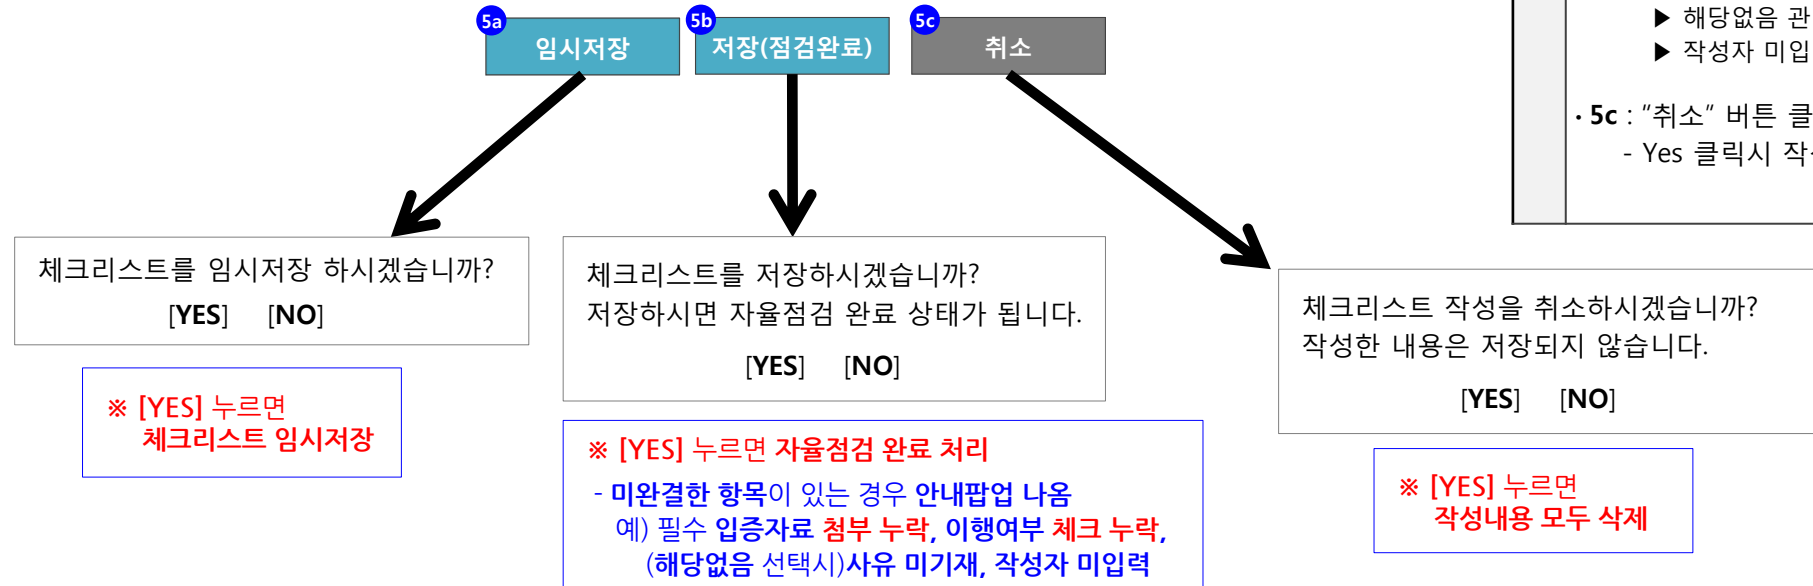 5a
임시저장
5b
저장(점검완료)
5c
취소
▶ 해당없음 관
▶ 작성자 미입
· 5c : “취소” 버튼 클
- Yes 클릭시 작
체크리스트를 임시저장 하시겠습니까?
[YES] [NO]
※ [YES] 누르면
체크리스트 임시저장
체크리스트를 저장하시겠습니까?
저장하시면 자율점검 완료 상태가 됩니다.
[YES] [NO]
※ [YES] 누르면 자율점검 완료 처리
- 미완결한 항목이 있는 경우 안내팝업 나옴
예) 필수 입증자료 첨부 누락, 이행여부 체크 누락,
(해당없음 선택시)사유 미기재, 작성자 미입력
체크리스트 작성을 취소하시겠습니까?
작성한 내용은 저장되지 않습니다.
[YES] [NO]
※ [YES] 누르면
작성내용 모두 삭제